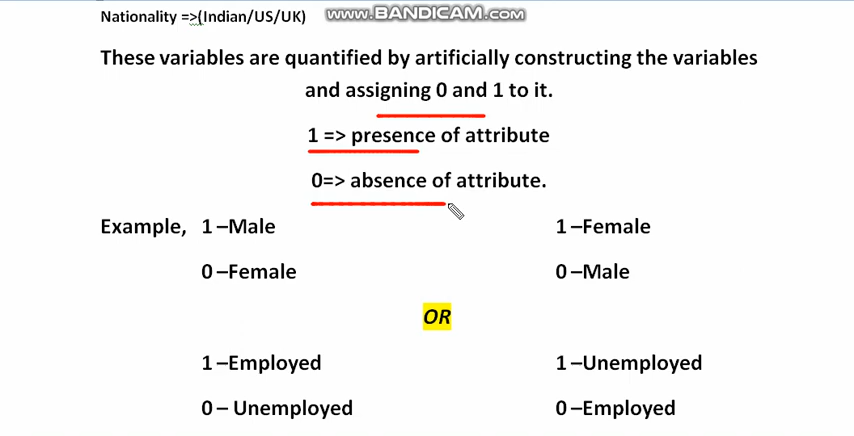 Nationality =>(Indian/US/UK)
www.BANDICAM.com
These variables are quantified by artificially constructing the variables
and assigning 0 and 1 to it.
1 => presence of attribute
0=> absence of attribute.
Example, 1 –Male 1 –Female
0 –Female 0 –Male
OR
1 –Employed 1 –Unemployed
0 – Unemployed 0 –Employed